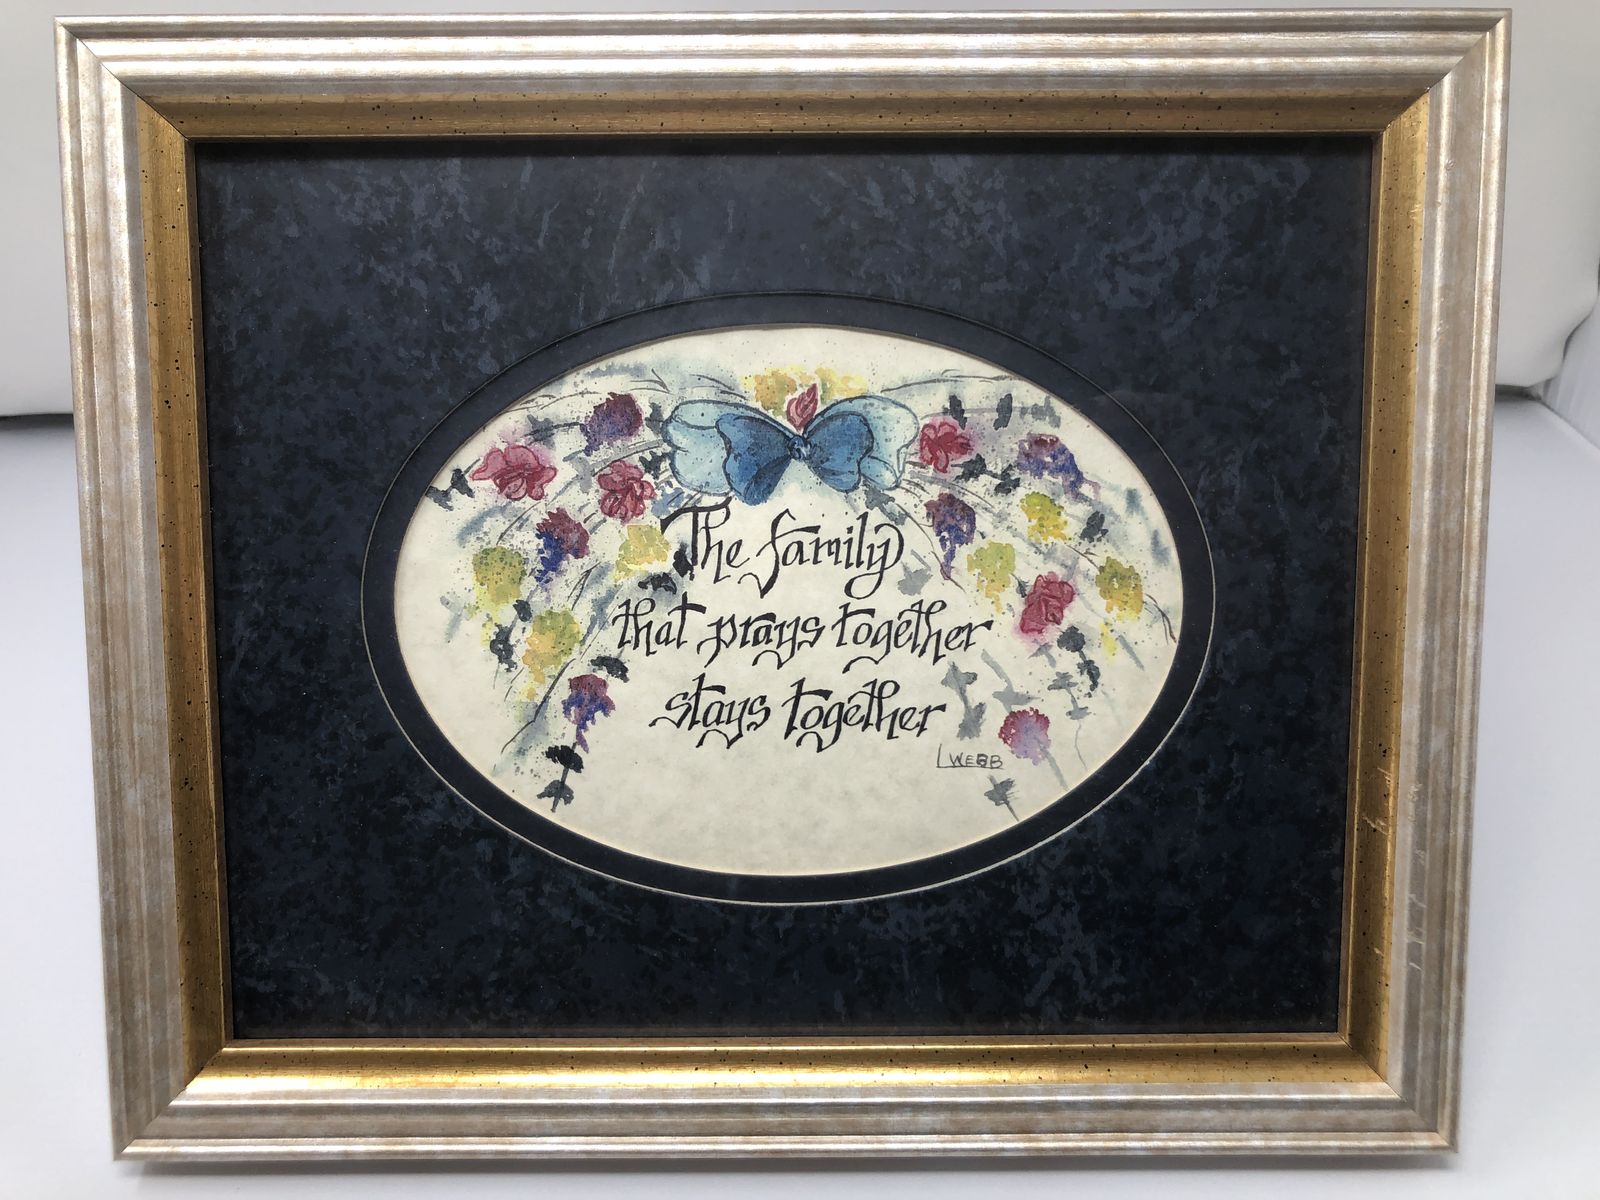 The family
that prays together
stays together
L WEBB